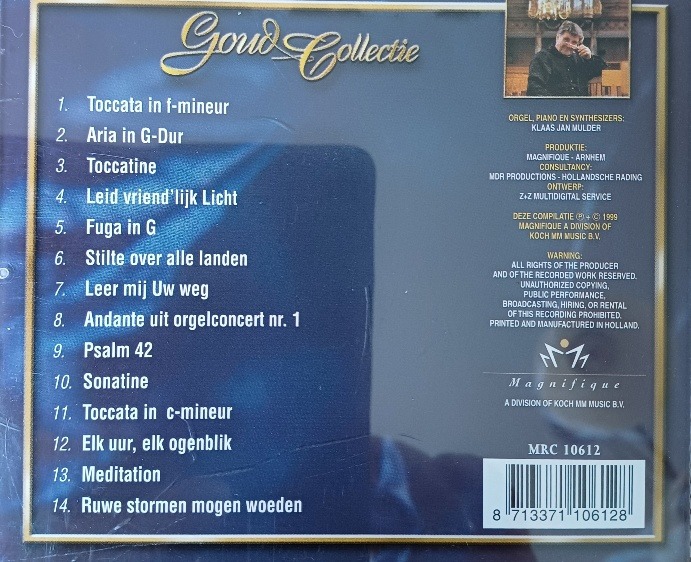 Goud Collectie
1. Toccata in f-mineur
2. Aria in G-Dur
3. Toccatine
4. Leid vriend'lijk Licht
5. Fuga in G
6. Stilte over alle landen
7. Leer mij Uw weg
8. Andante uit orgelconcert nr. 1
9. Psalm 42
10. Sonatine
11. Toccata in c-mineur
12. Elk uur, elk ogenblik
13. Meditation
14. Ruwe stormen mogen woeden
ORGEL, PIANO EN SYNTHESIZERS:
KLAAS JAN MULDER
PRODUKTIE:
MAGNIFIQUE - ARNHEM
CONSULTANCY:
MDR PRODUCTIONS - HOLLANDSCHE RADING
ONTWERP:
Z+Z MULTIDIGITAL SERVICE
DEZE COMPILATIE ℗ + © 1999
MAGNIFIQUE A DIVISION OF
KOCH MM MUSIC B.V.
WARNING:
ALL RIGHTS OF THE PRODUCER
AND OF THE RECORDED WORK RESERVED.
UNAUTHORIZED COPYING,
PUBLIC PERFORMANCE,
BROADCASTING, HIRING, OR RENTAL
OF THIS RECORDING PROHIBITED.
PRINTED AND MANUFACTURED IN HOLLAND.
Magnifique
A DIVISION OF KOCH MM MUSIC B.V.
MRC 10612
8 713371 106128